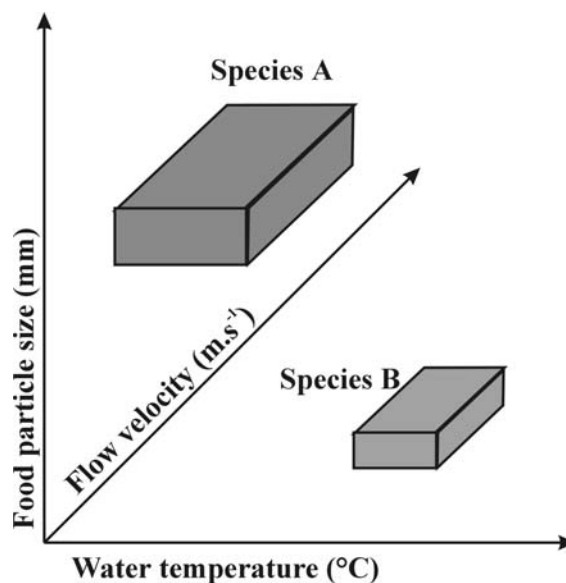 Species A
Food particle size (mm)
Flow velocity (m.s⁻¹)
Species B
Water temperature (°C)